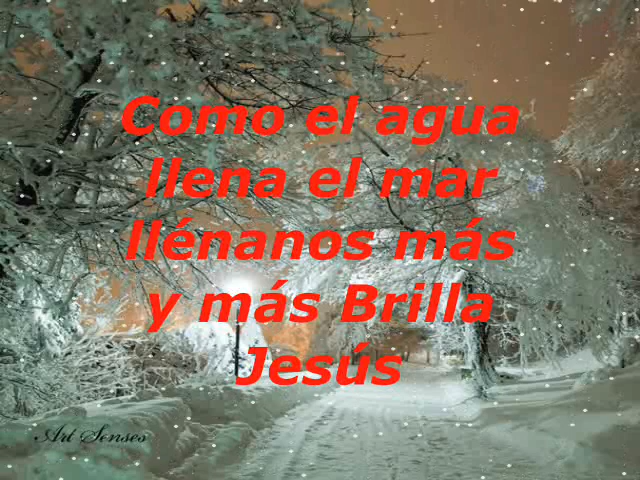 Como el agua
llena el mar
llénanos más
y más Brilla
Jesús
Art Senses